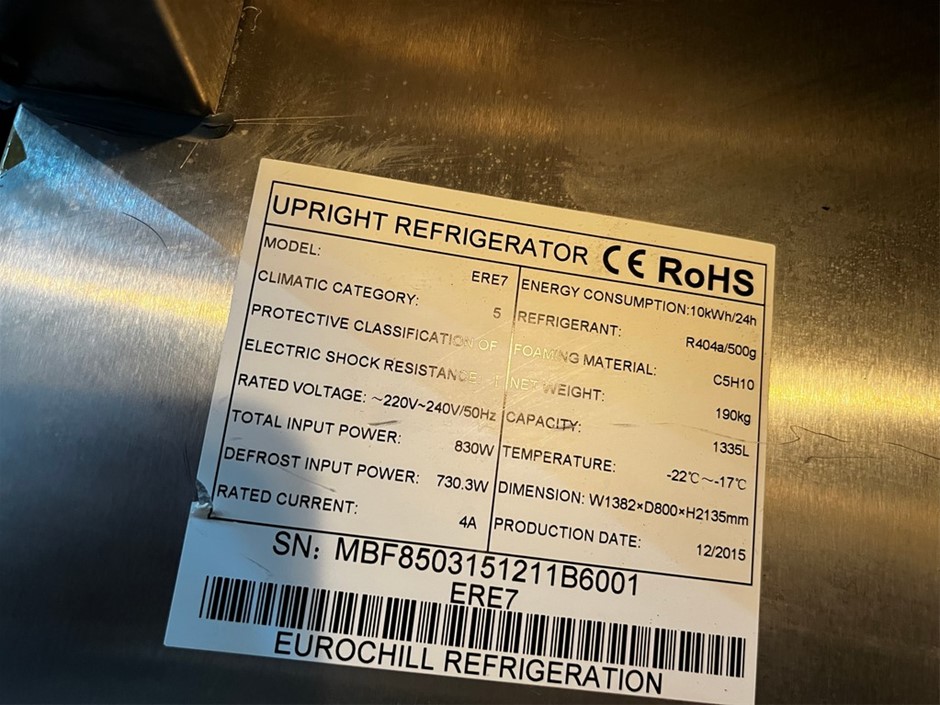 UPRIGHT REFRIGERATOR CE RoHS
MODEL: ERE7
CLIMATIC CATEGORY: 5
PROTECTIVE CLASSIFICATION OF
ELECTRIC SHOCK RESISTANCE I
RATED VOLTAGE: ~220V~240V/50Hz
TOTAL INPUT POWER: 830W
DEFROST INPUT POWER: 730.3W
RATED CURRENT: 4A
ENERGY CONSUMPTION:10kWh/24h
REFRIGERANT: R404a/500g
FOAMING MATERIAL: C5H10
NET WEIGHT: 190kg
CAPACITY: 1335L
TEMPERATURE: -22℃～-17℃
DIMENSION: W1382×D800×H2135mm
PRODUCTION DATE: 12/2015
SN: MBF8503151211B6001
ERE7
EUROCHILL REFRIGERATION